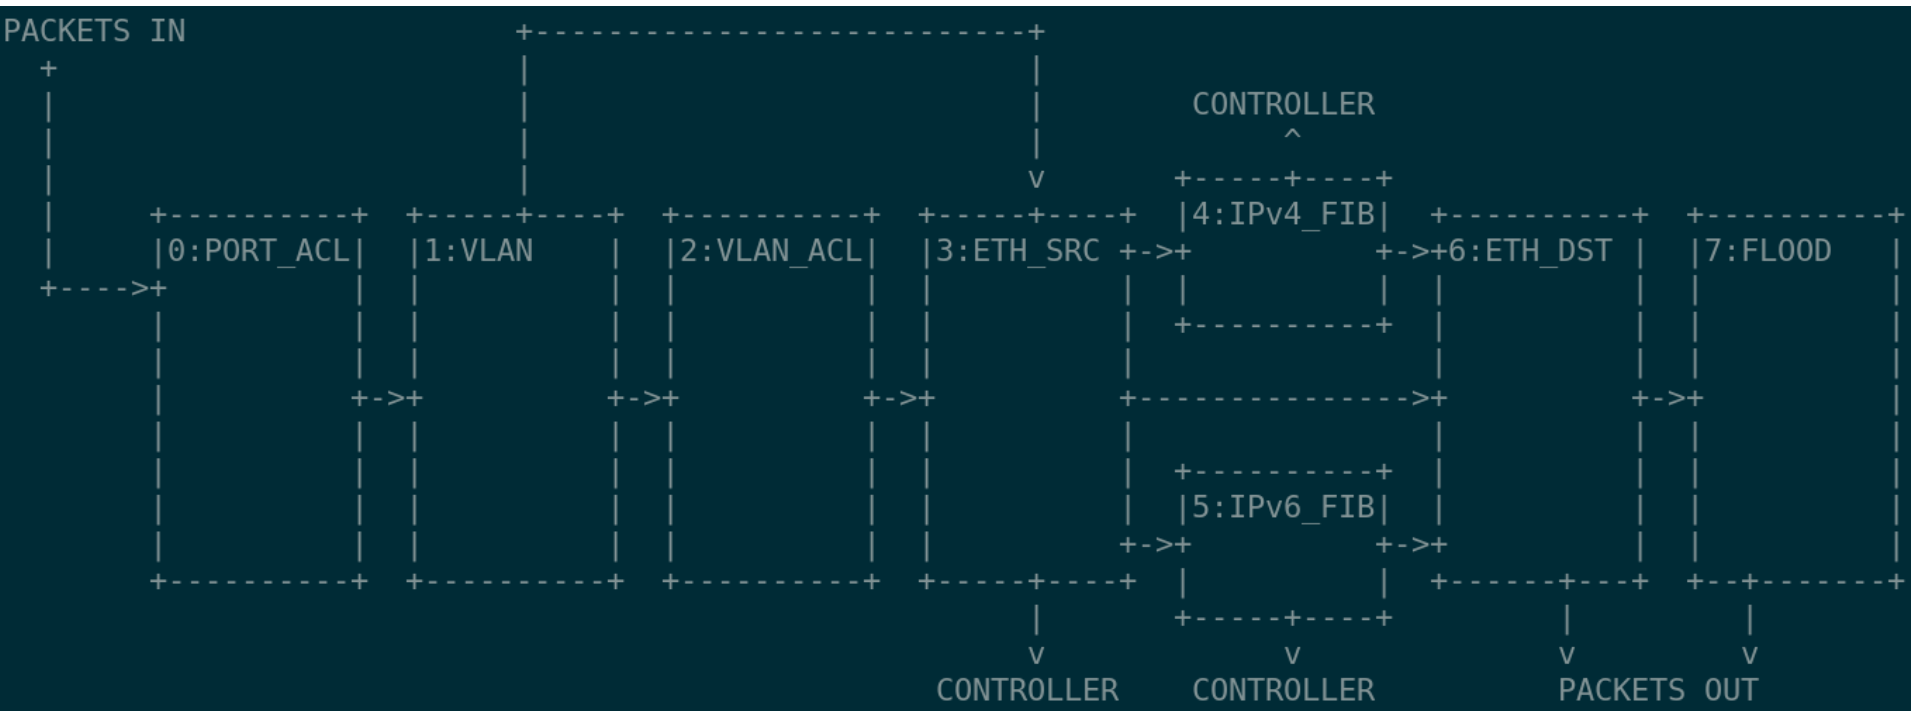 PACKETS IN
CONTROLLER
4:IPv4_FIB
0:PORT_ACL
1:VLAN
2:VLAN_ACL
3:ETH_SRC
6:ETH_DST
7:FLOOD
5:IPv6_FIB
CONTROLLER
CONTROLLER
PACKETS OUT